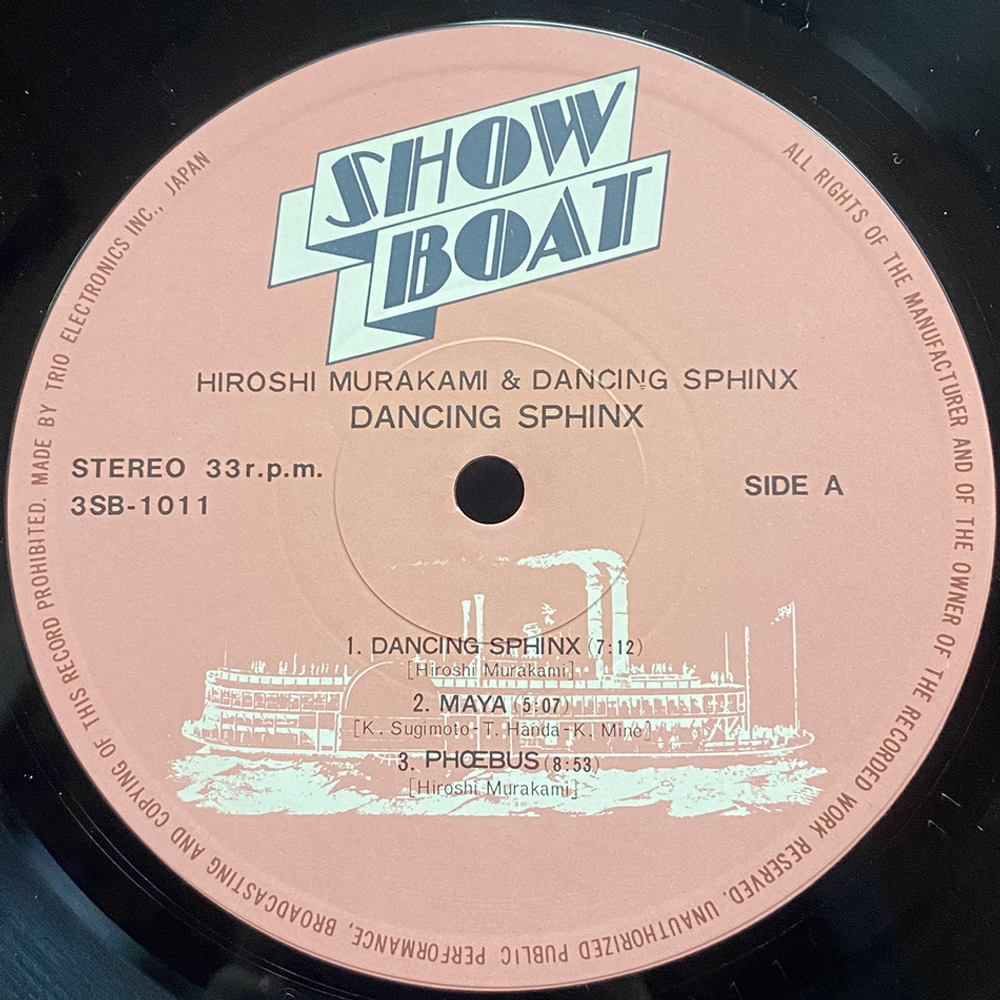 SHOW
BOAT
HIROSHI MURAKAMI & DANCING SPHINX
DANCING SPHINX
STEREO 33r.p.m.
3SB-1011
SIDE A
1. DANCING SPHINX (7:12)
[Hiroshi Murakami]
2. MAYA (5:07)
[K. Sugimoto-T. Handa-K. Mine]
3. PHŒBUS (8:53)
[Hiroshi Murakami]
ALL RIGHTS OF THE MANUFACTURER AND OF THE OWNER OF THE RECORDED WORK RESERVED. UNAUTHORIZED PUBLIC PERFORMANCE, BROADCASTING AND COPYING OF THIS RECORD PROHIBITED. MADE BY TRIO ELECTRONICS INC., JAPAN